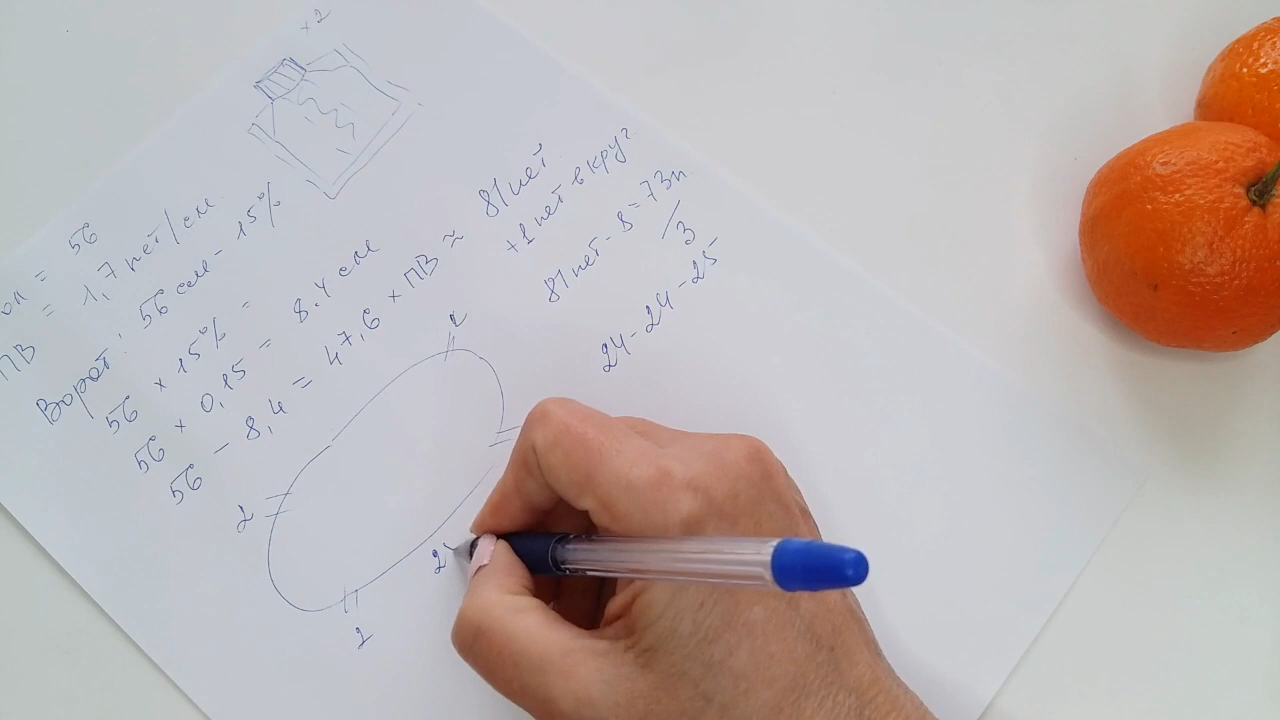 × 2
= 56
ПВ = 1,7 пет/см
Ворот: 56 см - 15%
56 × 15% =
56 × 0,15 = 8.4 см
56 - 8,4 = 47,6 × ПВ ≈ 81 пет
+1 пет в круг.
81 пет - 8 = 73п
/3
24-24-25
2
2
2
2